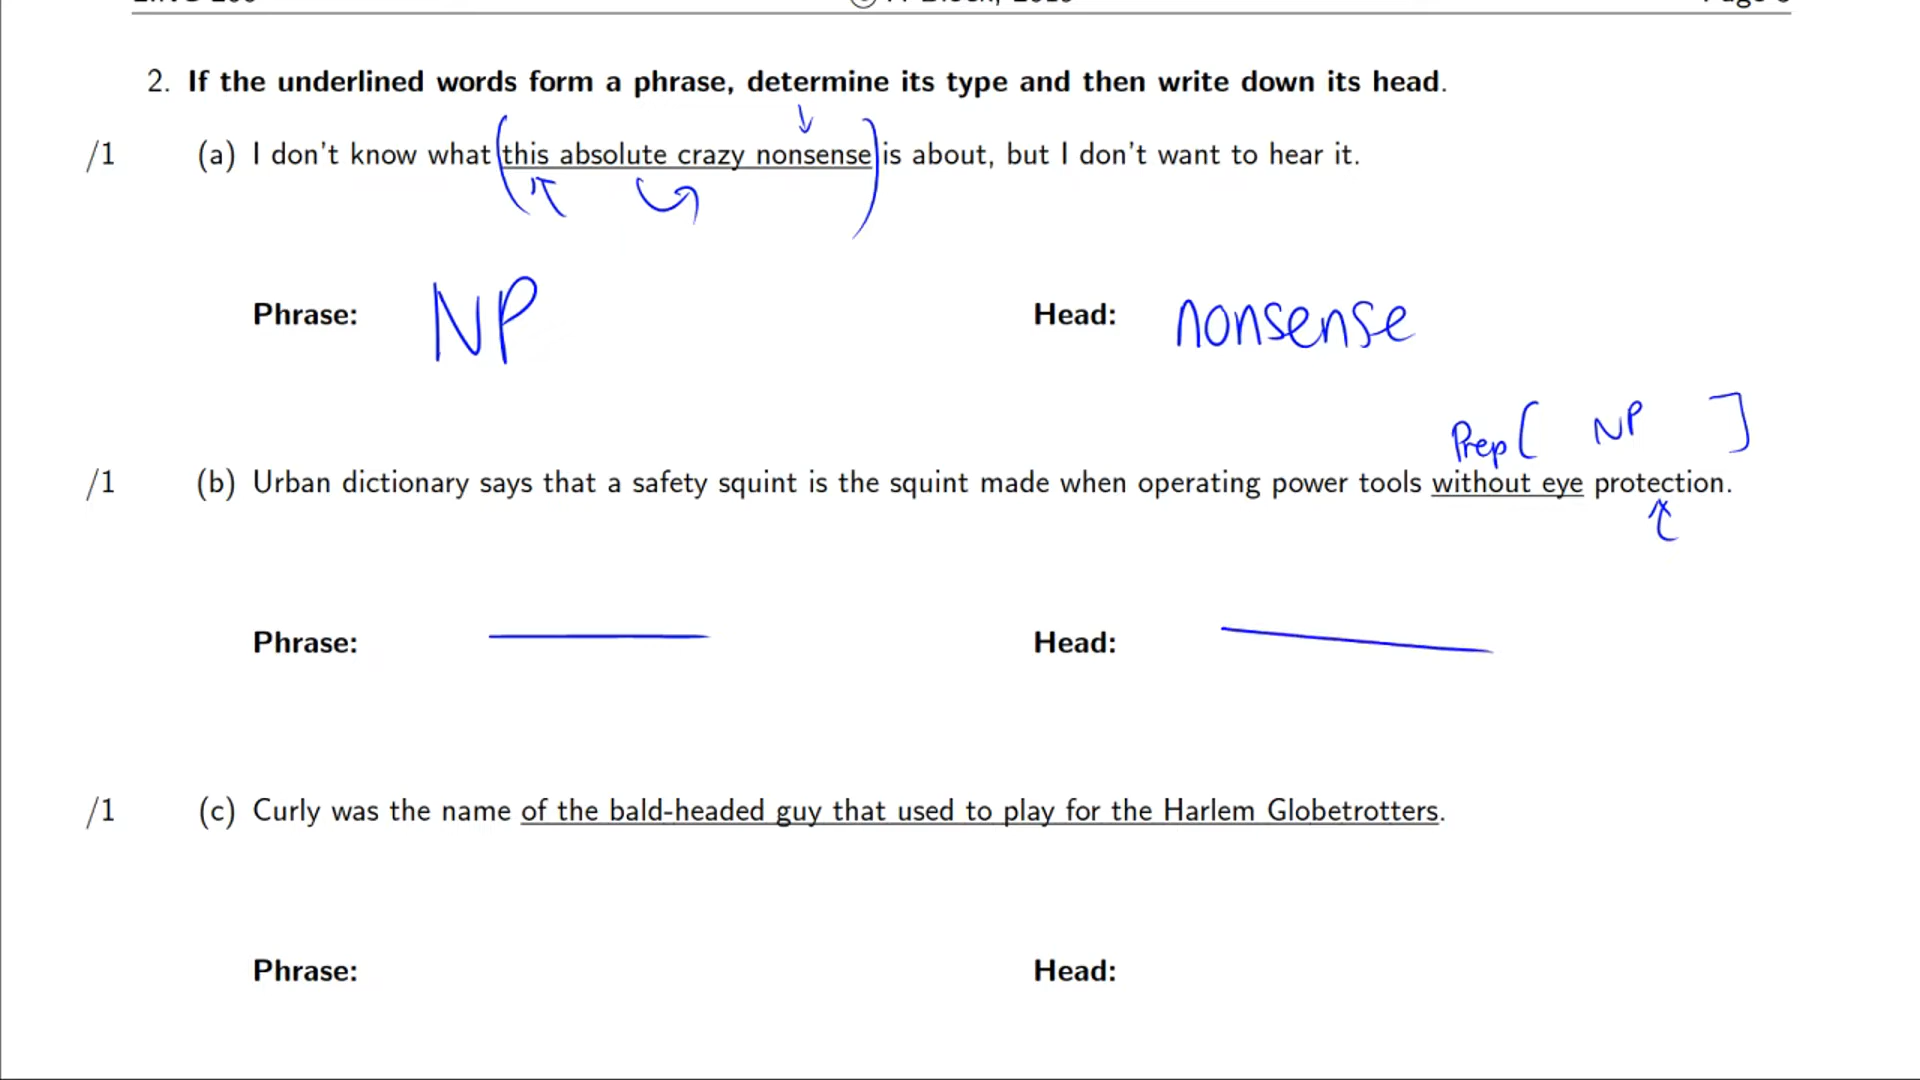 2. If the underlined words form a phrase, determine its type and then write down its head.
/1 (a) I don't know what this absolute crazy nonsense is about, but I don't want to hear it.
Phrase: NP Head: nonsense
Prep [ NP ]
/1 (b) Urban dictionary says that a safety squint is the squint made when operating power tools without eye protection.
Phrase: Head:
/1 (c) Curly was the name of the bald-headed guy that used to play for the Harlem Globetrotters.
Phrase: Head: